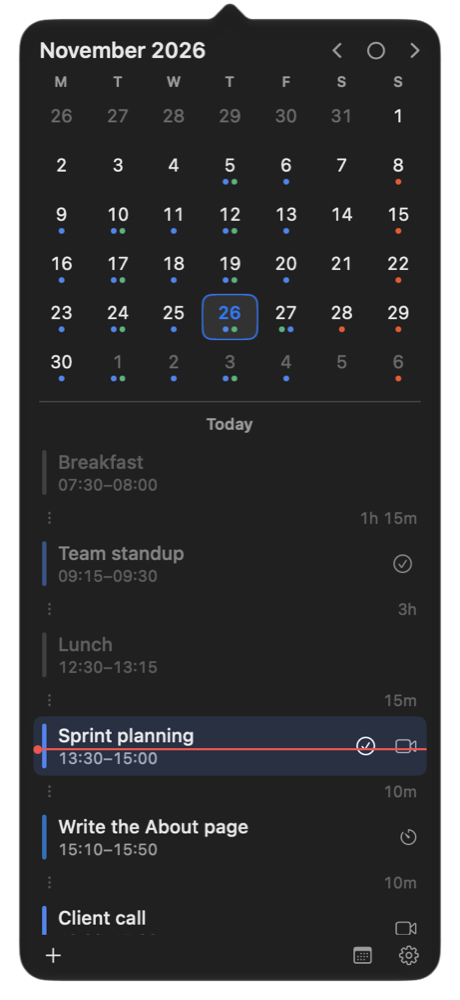 November 2026
M T W T F S S
26 27 28 29 30 31 1
2 3 4 5 6 7 8
9 10 11 12 13 14 15
16 17 18 19 20 21 22
23 24 25 26 27 28 29
30 1 2 3 4 5 6
Today
Breakfast
07:30–08:00
1h 15m
Team standup
09:15–09:30
3h
Lunch
12:30–13:15
15m
Sprint planning
13:30–15:00
10m
Write the About page
15:10–15:50
10m
Client call